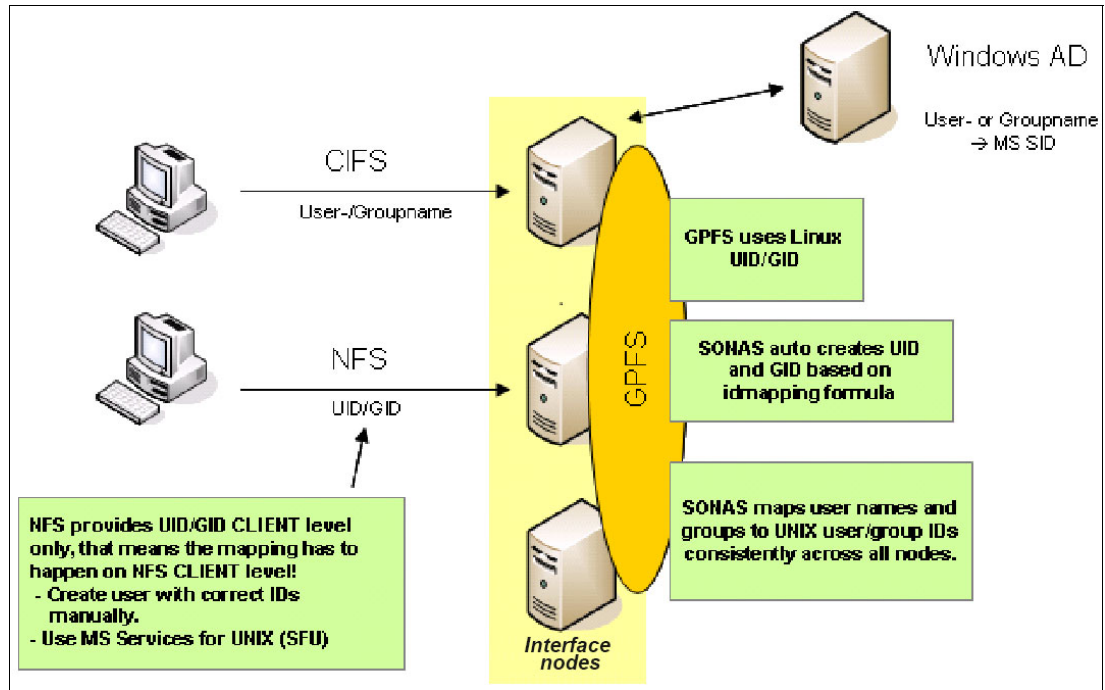 Windows AD
User- or Groupname
→ MS SID
CIFS
User-/Groupname
GPFS uses Linux
UID/GID
NFS
UID/GID
GPFS
SONAS auto creates UID
and GID based on
idmapping formula
SONAS maps user names and
groups to UNIX user/group IDs
consistently across all nodes.
NFS provides UID/GID CLIENT level
only, that means the mapping has to
happen on NFS CLIENT level!
- Create user with correct IDs
manually.
- Use MS Services for UNIX (SFU)
Interface
nodes